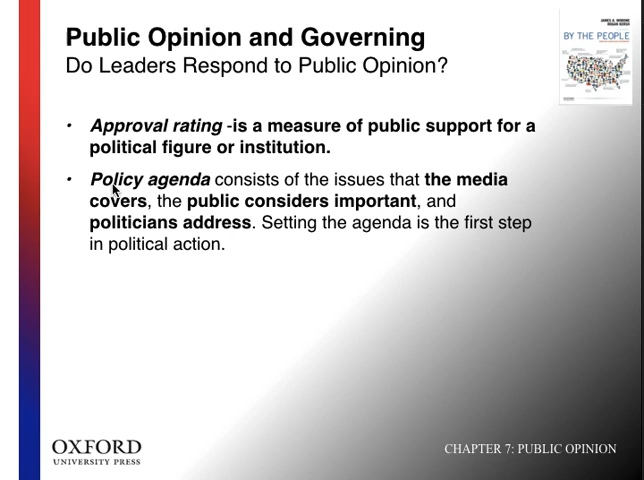 Public Opinion and Governing
Do Leaders Respond to Public Opinion?
BY THE PEOPLE
• Approval rating -is a measure of public support for a
political figure or institution.
• Policy agenda consists of the issues that the media
covers, the public considers important, and
politicians address. Setting the agenda is the first step
in political action.
OXFORD
UNIVERSITY PRESS
CHAPTER 7: PUBLIC OPINION